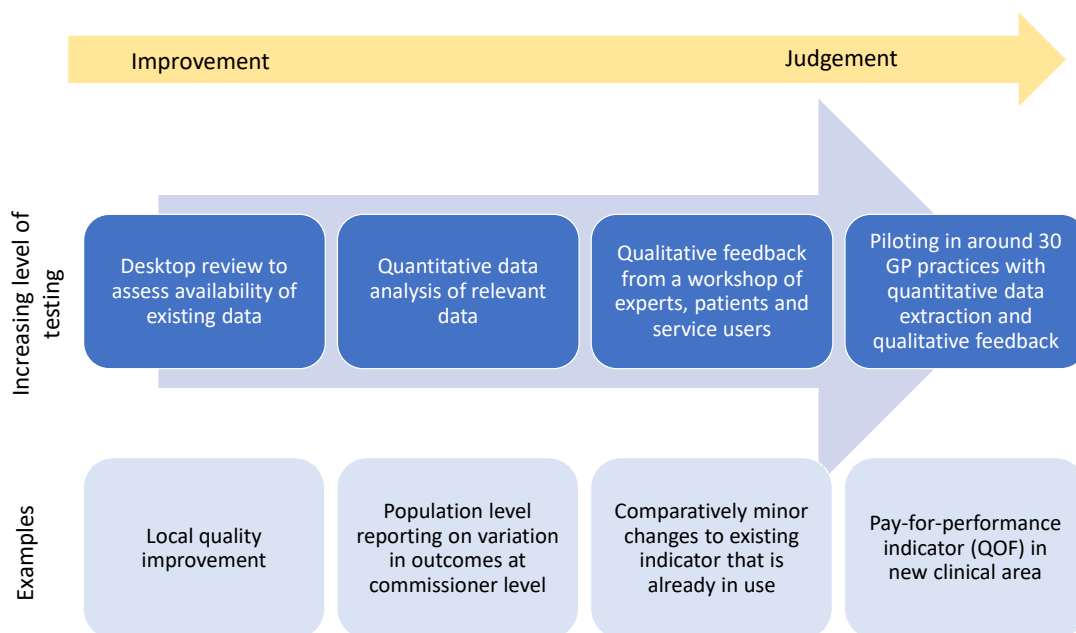 Improvement
Judgement
Increasing level of
testing
Desktop review to
assess availability of
existing data
Quantitative data
analysis of relevant
data
Qualitative feedback
from a workshop of
experts, patients and
service users
Piloting in around 30
GP practices with
quantitative data
extraction and
qualitative feedback
Examples
Local quality
improvement
Population level
reporting on variation
in outcomes at
commissioner level
Comparatively minor
changes to existing
indicator that is
already in use
Pay-for-performance
indicator (QOF) in
new clinical area